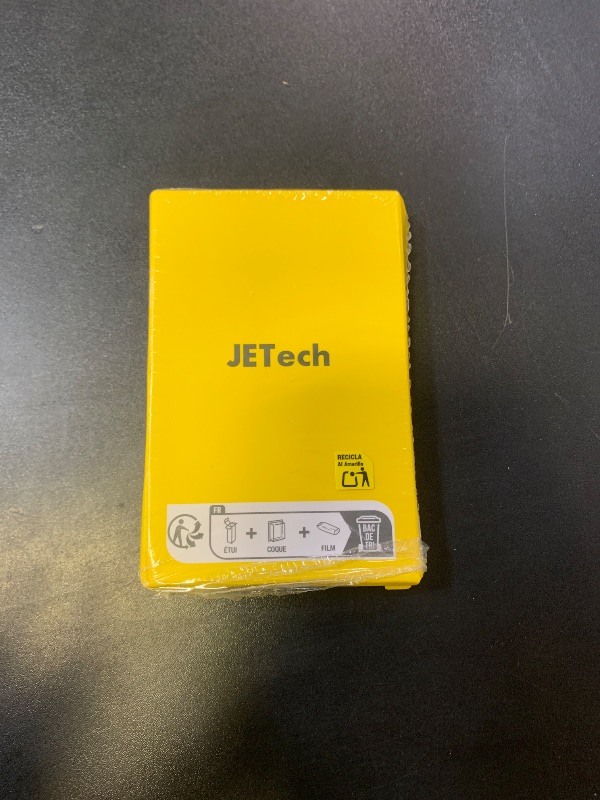 JETech
RECICLA
Al Amarillo
FR
ÉTUI + COQUE + FILM
BAC
DE
TRI